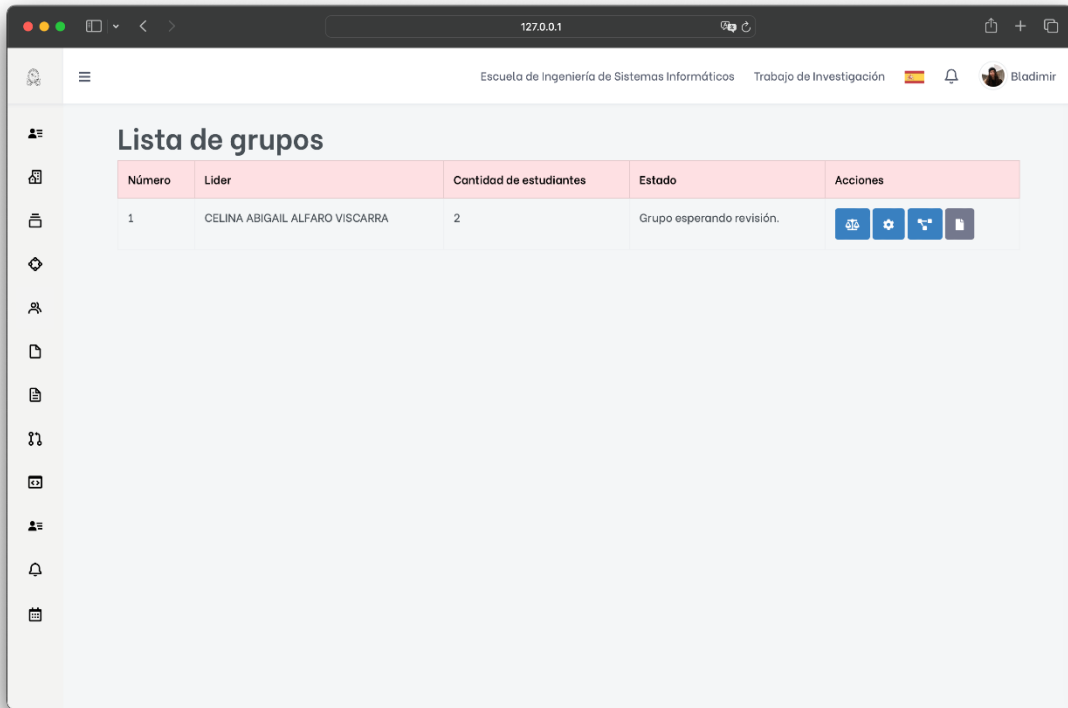 127.0.0.1
Escuela de Ingeniería de Sistemas Informáticos Trabajo de Investigación Bladimir
Lista de grupos
Número Lider Cantidad de estudiantes Estado Acciones
1 CELINA ABIGAIL ALFARO VISCARRA 2 Grupo esperando revisión.